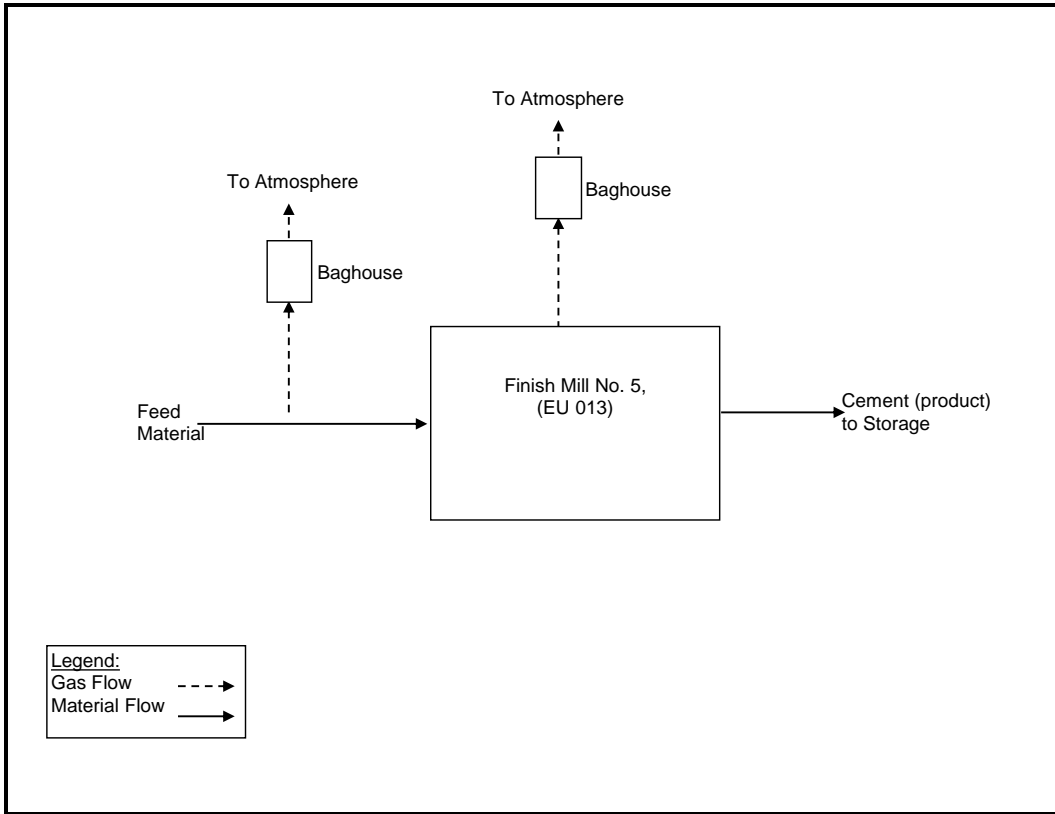 To Atmosphere
Baghouse
To Atmosphere
Baghouse
Feed
Material
Finish Mill No. 5,
(EU 013)
Cement (product)
to Storage
Legend:
Gas Flow
Material Flow